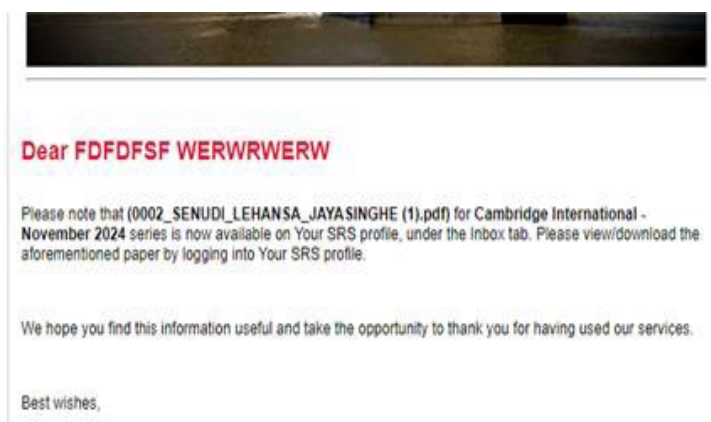 Dear FDFDFSF WERWRWERW
Please note that (0002_SENUDI_LEHANSA_JAYASINGHE (1).pdf) for Cambridge International -
November 2024 series is now available on Your SRS profile, under the Inbox tab. Please view/download the
aforementioned paper by logging into Your SRS profile.
We hope you find this information useful and take the opportunity to thank you for having used our services.
Best wishes,